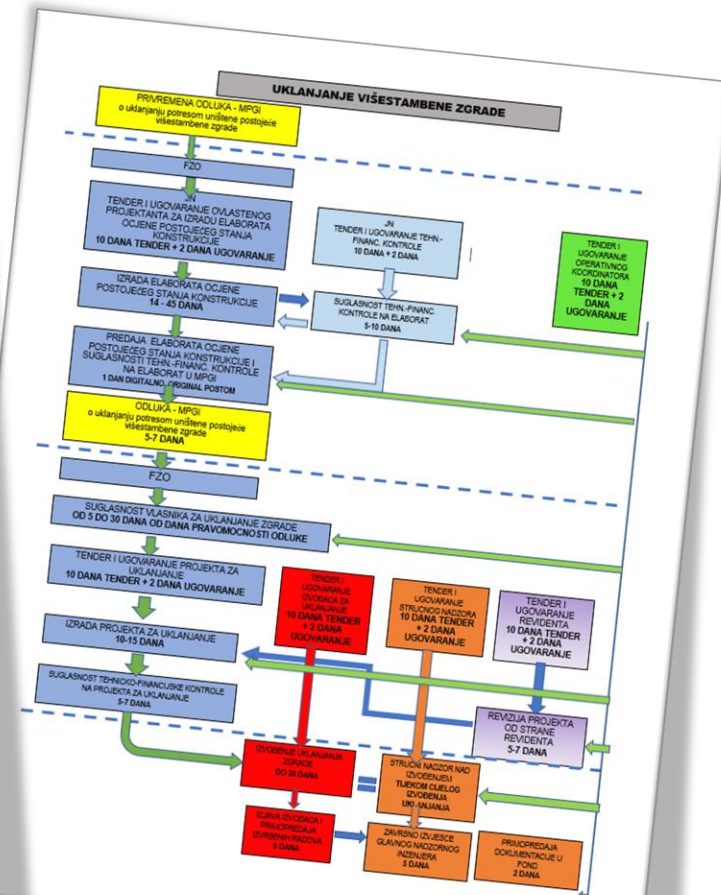 UKLANJANJE VIŠESTAMBENE ZGRADE
PRIVREMENA ODLUKA - MPGI
o uklanjanju potresom uništene postojeće
višestambene zgrade
FZO
TENDER I UGOVARANJE OVLASTENOG
PROJEKTANTA ZA IZRADU ELABORATA
OCJENE POSTOJEĆEG STANJA
KONSTRUKCIJE
10 DANA TENDER + 2 DANA UGOVARANJE
JN
TENDER I UGOVARANJE TEHN.-
FINANC. KONTROLE
10 DANA + 2 DANA
TENDER I
UGOVARANJE
OPERATIVNOG
KOORDINATORA
10 DANA
TENDER + 2
DANA
UGOVARANJE
IZRADA ELABORATA OCJENE
POSTOJEĆEG STANJA KONSTRUKCIJE
14 - 45 DANA
SUGLASNOST TEHN.-FINANC.
KONTROLE NA ELABORAT
5-10 DANA
PREDAJA ELABORATA OCJENE
POSTOJEĆEG STANJA KONSTRUKCIJE I
SUGLASNOSTI TEHN.-FINANC. KONTROLE
NA ELABORAT U MPGI
1 DAN DIGITALNO, ORIGINAL POSTOM
ODLUKA - MPGI
o uklanjanju potresom uništene postojeće
višestambene zgrade
5-7 DANA
FZO
SUGLASNOST VLASNIKA ZA UKLANJANJE ZGRADE
OD 5 DO 30 DANA OD DANA PRAVOMOCNOSTI ODLUKE
TENDER I UGOVARANJE PROJEKTA ZA
UKLANJANJE
10 DANA TENDER + 2 DANA UGOVARANJE
TENDER I
UGOVARANJE
IZVOĐAČA ZA
UKLANJANJE
10 DANA TENDER
+ 2 DANA
UGOVARANJE
TENDER I
UGOVARANJE
STRUČNOG NADZORA
10 DANA TENDER
+ 2 DANA
UGOVARANJE
TENDER I
UGOVARANJE
REVIDENTA
10 DANA TENDER
+ 2 DANA
UGOVARANJE
IZRADA PROJEKTA ZA UKLANJANJE
10-15 DANA
SUGLASNOST TEHNICKO-FINANCIJSKE KONTROLE
NA PROJEKTA ZA UKLANJANJE
5-7 DANA
REVIZIJA PROJEKTA
OD STRANE
REVIDENTA
5-7 DANA
IZVOĐENJE UKLANJANJA
ZGRADE
DO 30 DANA
STRUČNI NADZOR NAD
IZVOĐENJEM
TIJEKOM CIJELOG
IZVOĐENJA
UKLANJANJA
IZJAVA IZVOĐAČA I
PRIMOPREDAJA
IZVRSENIH RADOVA
5 DANA
ZAVRSNO IZVJESCE
GLAVNOG NADZORNOG
INZENJERA
5 DANA
PRIMOPREDAJA
DOKUMENTACIJE U
FOND
2 DANA